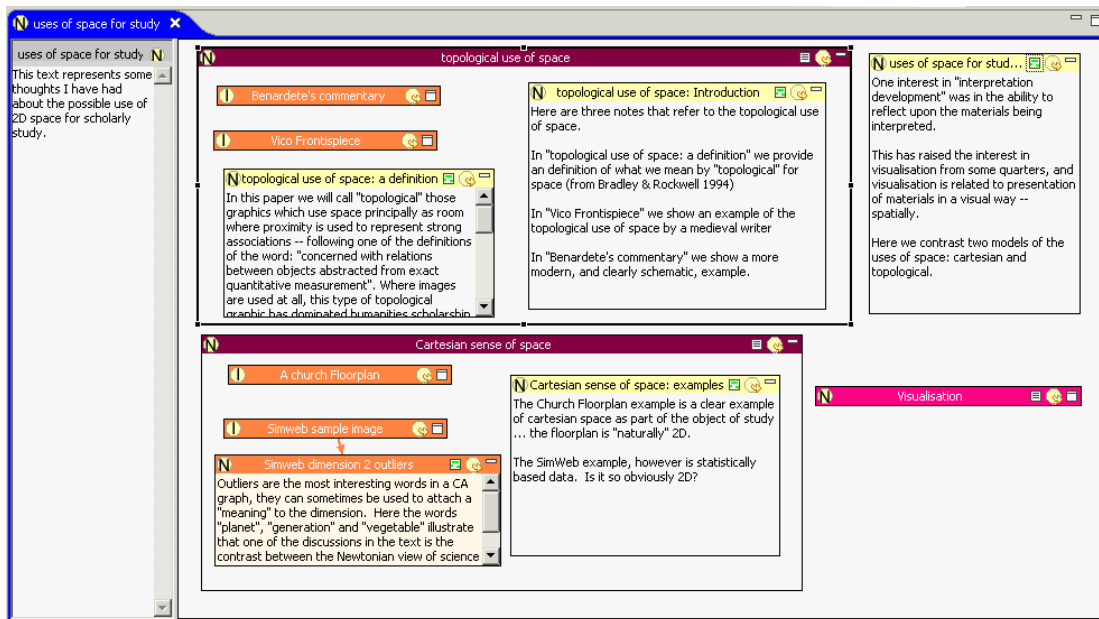 uses of space for study
uses of space for study
This text represents some
thoughts I have had
about the possible use of
2D space for scholarly
study.
topological use of space
Benardete's commentary
Vico Frontispiece
topological use of space: a definition
In this paper we will call "topological" those
graphics which use space principally as room
where proximity is used to represent strong
associations -- following one of the definitions
of the word: "concerned with relations
between objects abstracted from exact
quantitative measurement". Where images
are used at all, this type of topological
graphic has dominated humanities scholarship
topological use of space: Introduction
Here are three notes that refer to the topological use
of space.
In "topological use of space: a definition" we provide
an definition of what we mean by "topological" for
space (from Bradley & Rockwell 1994)
In "Vico Frontispiece" we show an example of the
topological use of space by a medieval writer
In "Benardete's commentary" we show a more
modern, and clearly schematic, example.
uses of space for stud...
One interest in "interpretation
development" was in the ability to
reflect upon the materials being
interpreted.
This has raised the interest in
visualisation from some quarters, and
visualisation is related to presentation
of materials in a visual way --
spatially.
Here we contrast two models of the
uses of space: cartesian and
topological.
Cartesian sense of space
A church Floorplan
Simweb sample image
Simweb dimension 2 outliers
Outliers are the most interesting words in a CA
graph, they can sometimes be used to attach a
"meaning" to the dimension. Here the words
"planet", "generation" and "vegetable" illustrate
that one of the discussions in the text is the
contrast between the Newtonian view of science
Cartesian sense of space: examples
The Church Floorplan example is a clear example
of cartesian space as part of the object of study
... the floorplan is "naturally" 2D.
The SimWeb example, however is statistically
based data. Is it so obviously 2D?
Visualisation